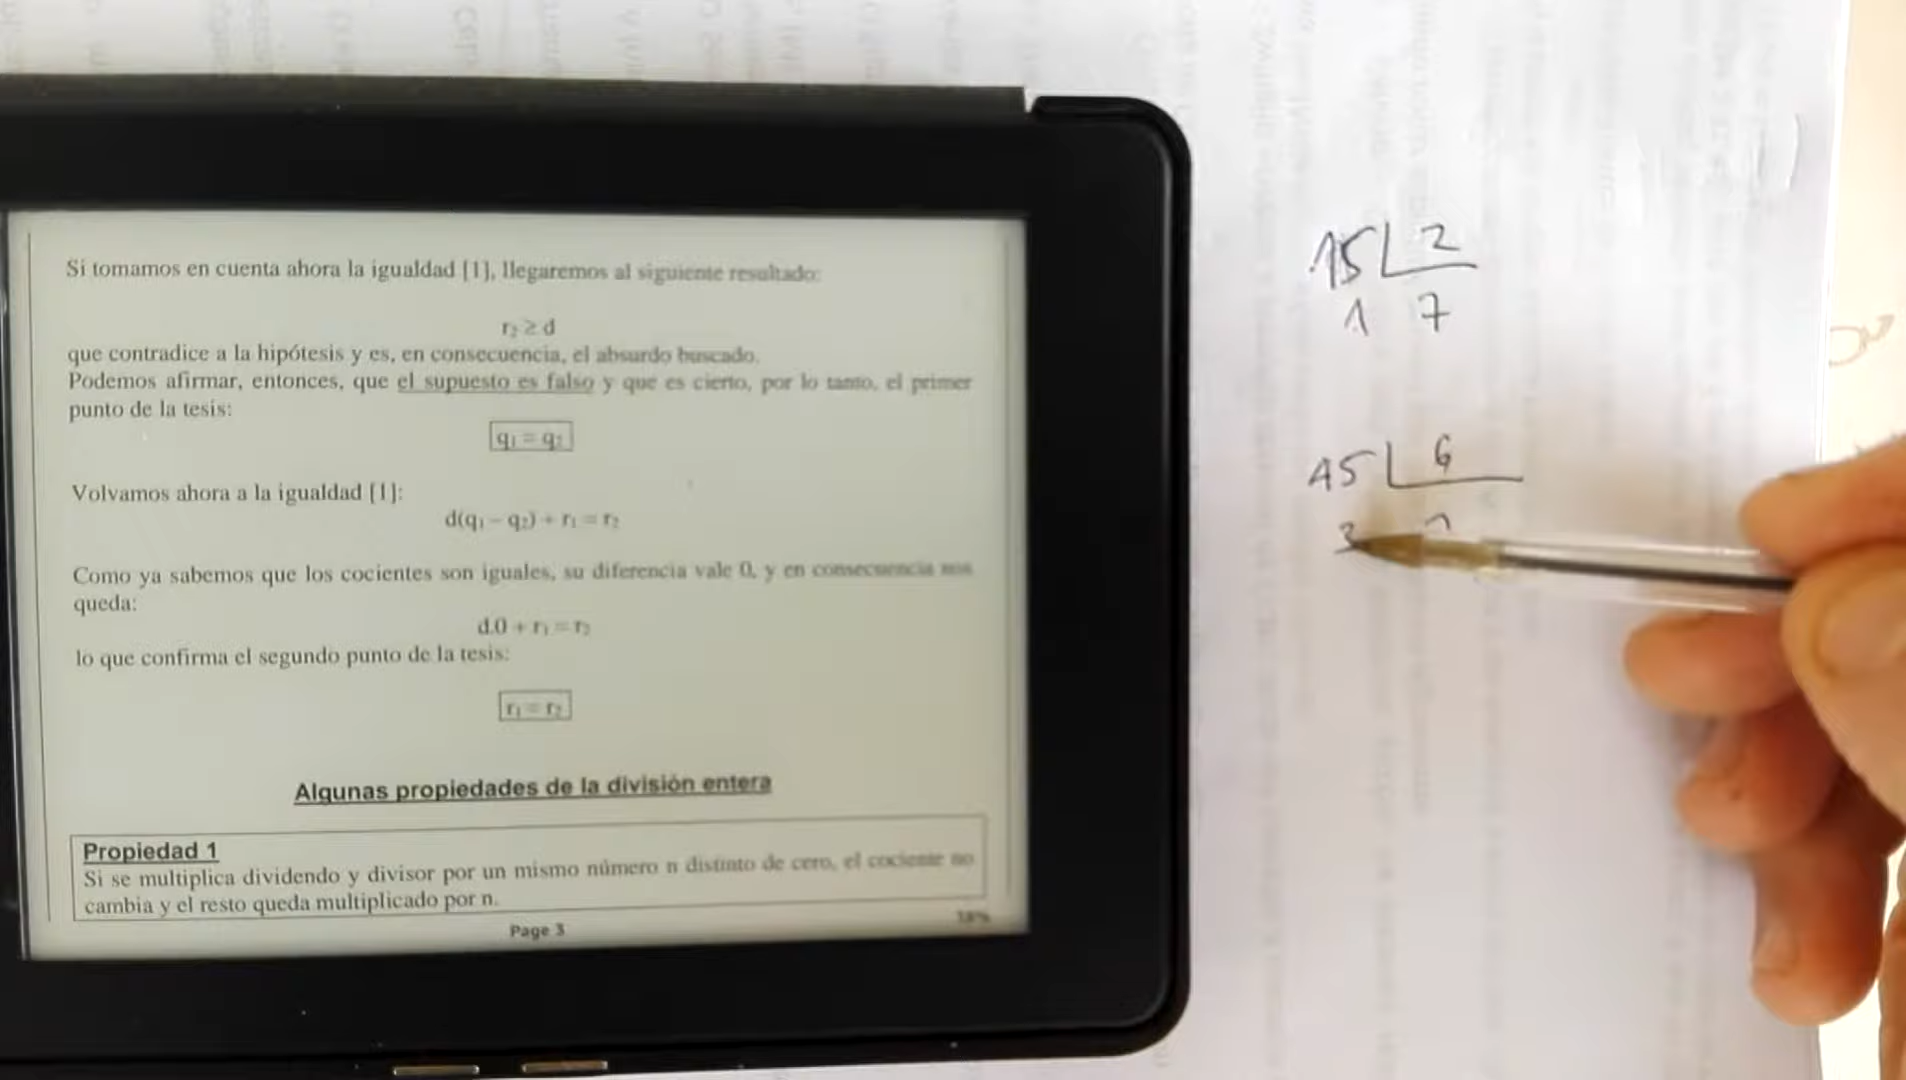 Si tomamos en cuenta ahora la igualdad [1], llegaremos al siguiente resultado:
r₂ ≥ d
que contradice a la hipótesis y es, en consecuencia, el absurdo buscado.
Podemos afirmar, entonces, que el supuesto es falso y que es cierto, por lo tanto, el primer
punto de la tesis:
q₁ = q₂
Volvamos ahora a la igualdad [1]:
d(q₁ – q₂) + r₁ = r₂
Como ya sabemos que los cocientes son iguales, su diferencia vale 0, y en consecuencia nos
queda:
d.0 + r₁ = r₂
lo que confirma el segundo punto de la tesis:
r₁ = r₂
Algunas propiedades de la división entera
Propiedad 1
Si se multiplica dividendo y divisor por un mismo número n distinto de cero, el cociente no
cambia y el resto queda multiplicado por n.
Page 3
15 2
1 7
45 6
3